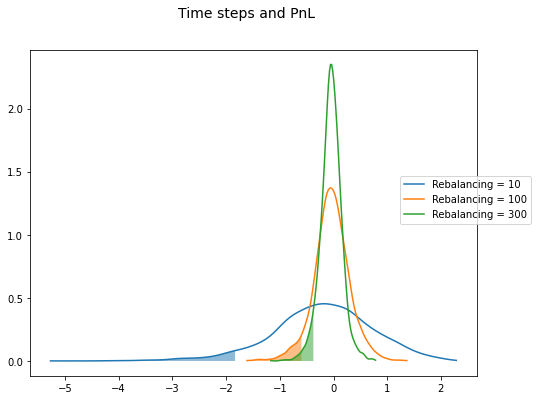 Time steps and PnL
2.0
1.5
1.0
0.5
0.0
Rebalancing = 10
Rebalancing = 100
Rebalancing = 300
−5 −4 −3 −2 −1 0 1 2